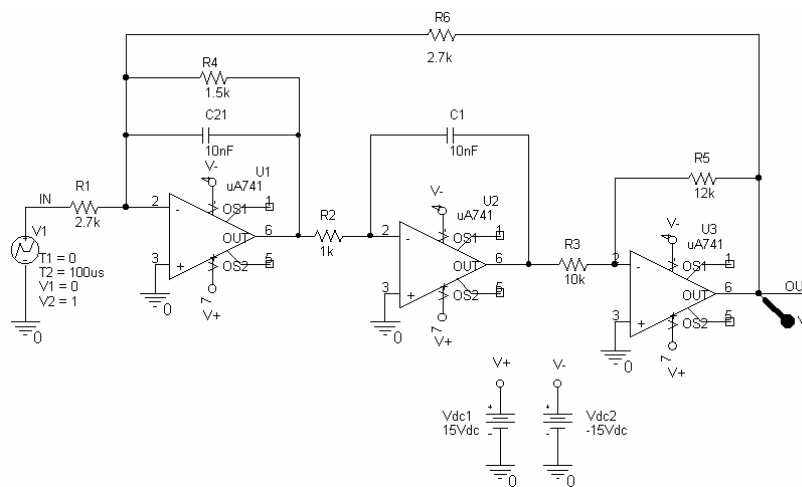 R6
2.7k
R4
1.5k
C21
10nF
C1
10nF
R5
12k
R1
2.7k
IN
V1
T1 = 0
T2 = 100us
V1 = 0
V2 = 1
0
V-
4
U1
uA741
2
-
OS1
1
OUT
6
3
+
OS2
5
7
V+
0
R2
1k
V-
4
U2
uA741
2
-
OS1
1
OUT
6
3
+
OS2
5
7
V+
0
R3
10k
V-
4
U3
uA741
2
-
OS1
1
OUT
6
3
+
OS2
5
7
V+
0
OU
V
V+
V-
+
-
Vdc1
15Vdc
0
+
-
Vdc2
-15Vdc
0